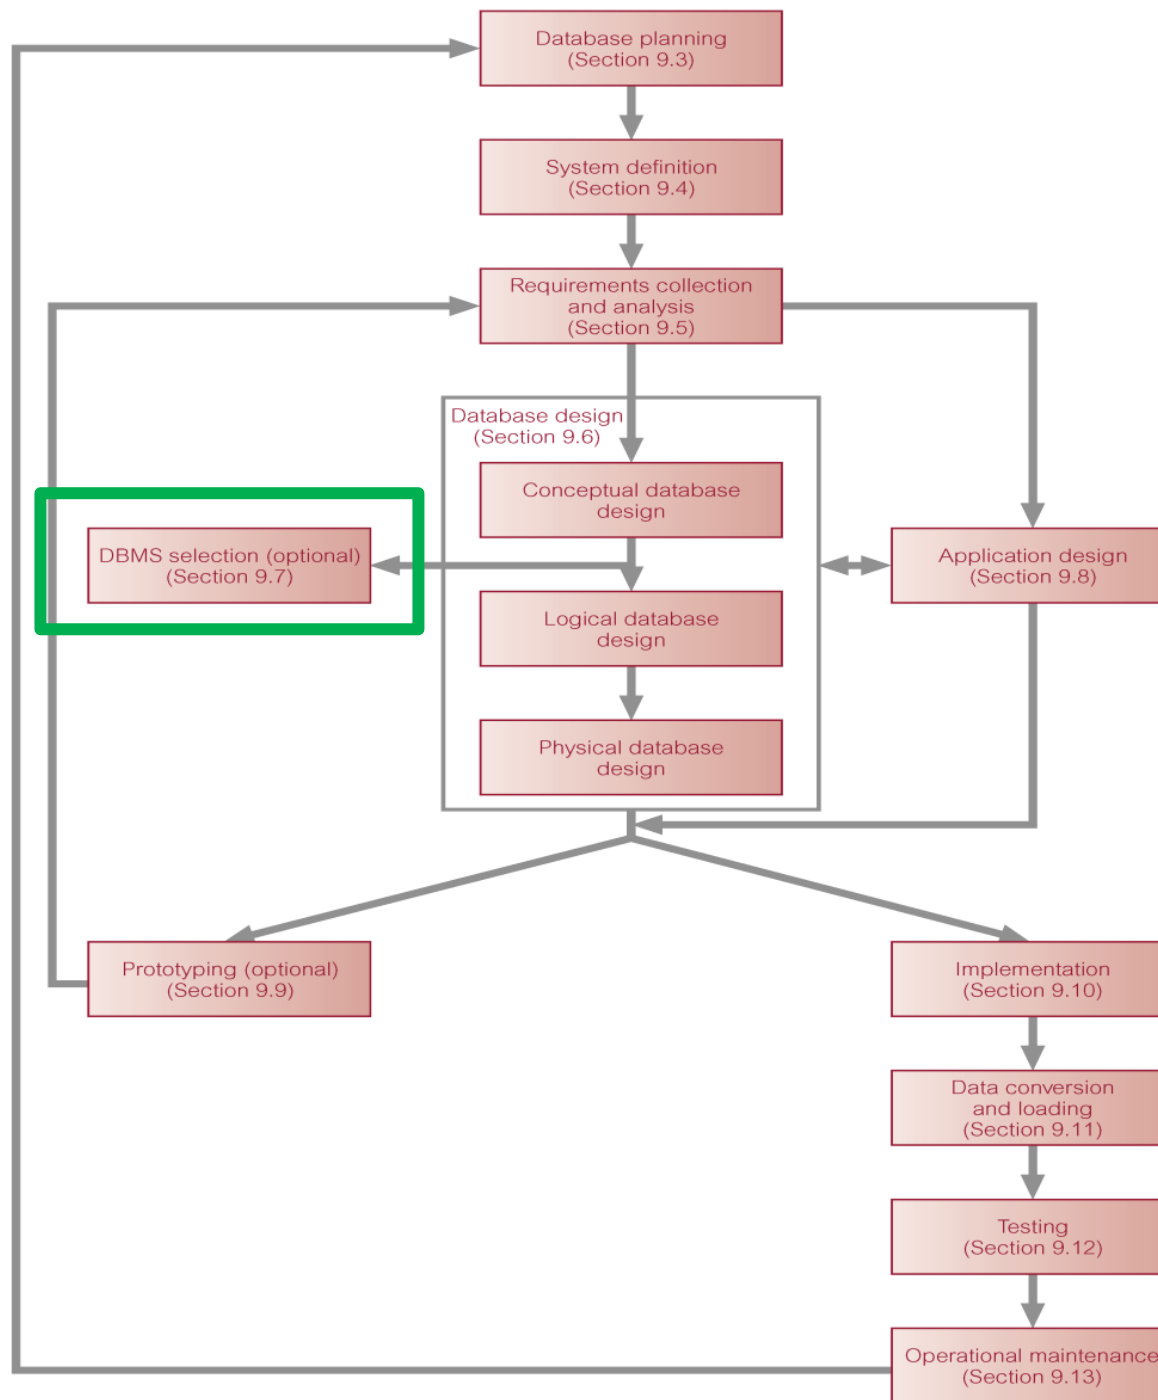 Database planning
(Section 9.3)
System definition
(Section 9.4)
Requirements collection
and analysis
(Section 9.5)
Database design
(Section 9.6)
Conceptual database
design
DBMS selection (optional)
(Section 9.7)
Application design
(Section 9.8)
Logical database
design
Physical database
design
Prototyping (optional)
(Section 9.9)
Implementation
(Section 9.10)
Data conversion
and loading
(Section 9.11)
Testing
(Section 9.12)
Operational maintenance
(Section 9.13)